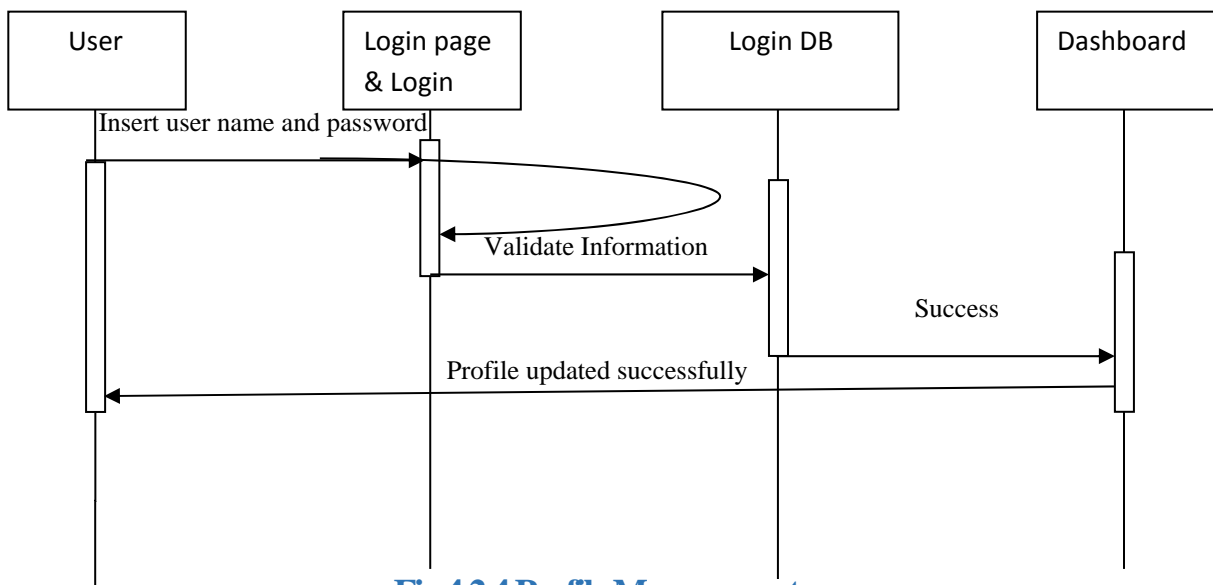 User
Login page
& Login
Login DB
Dashboard
Insert user name and password
Validate Information
Success
Profile updated successfully